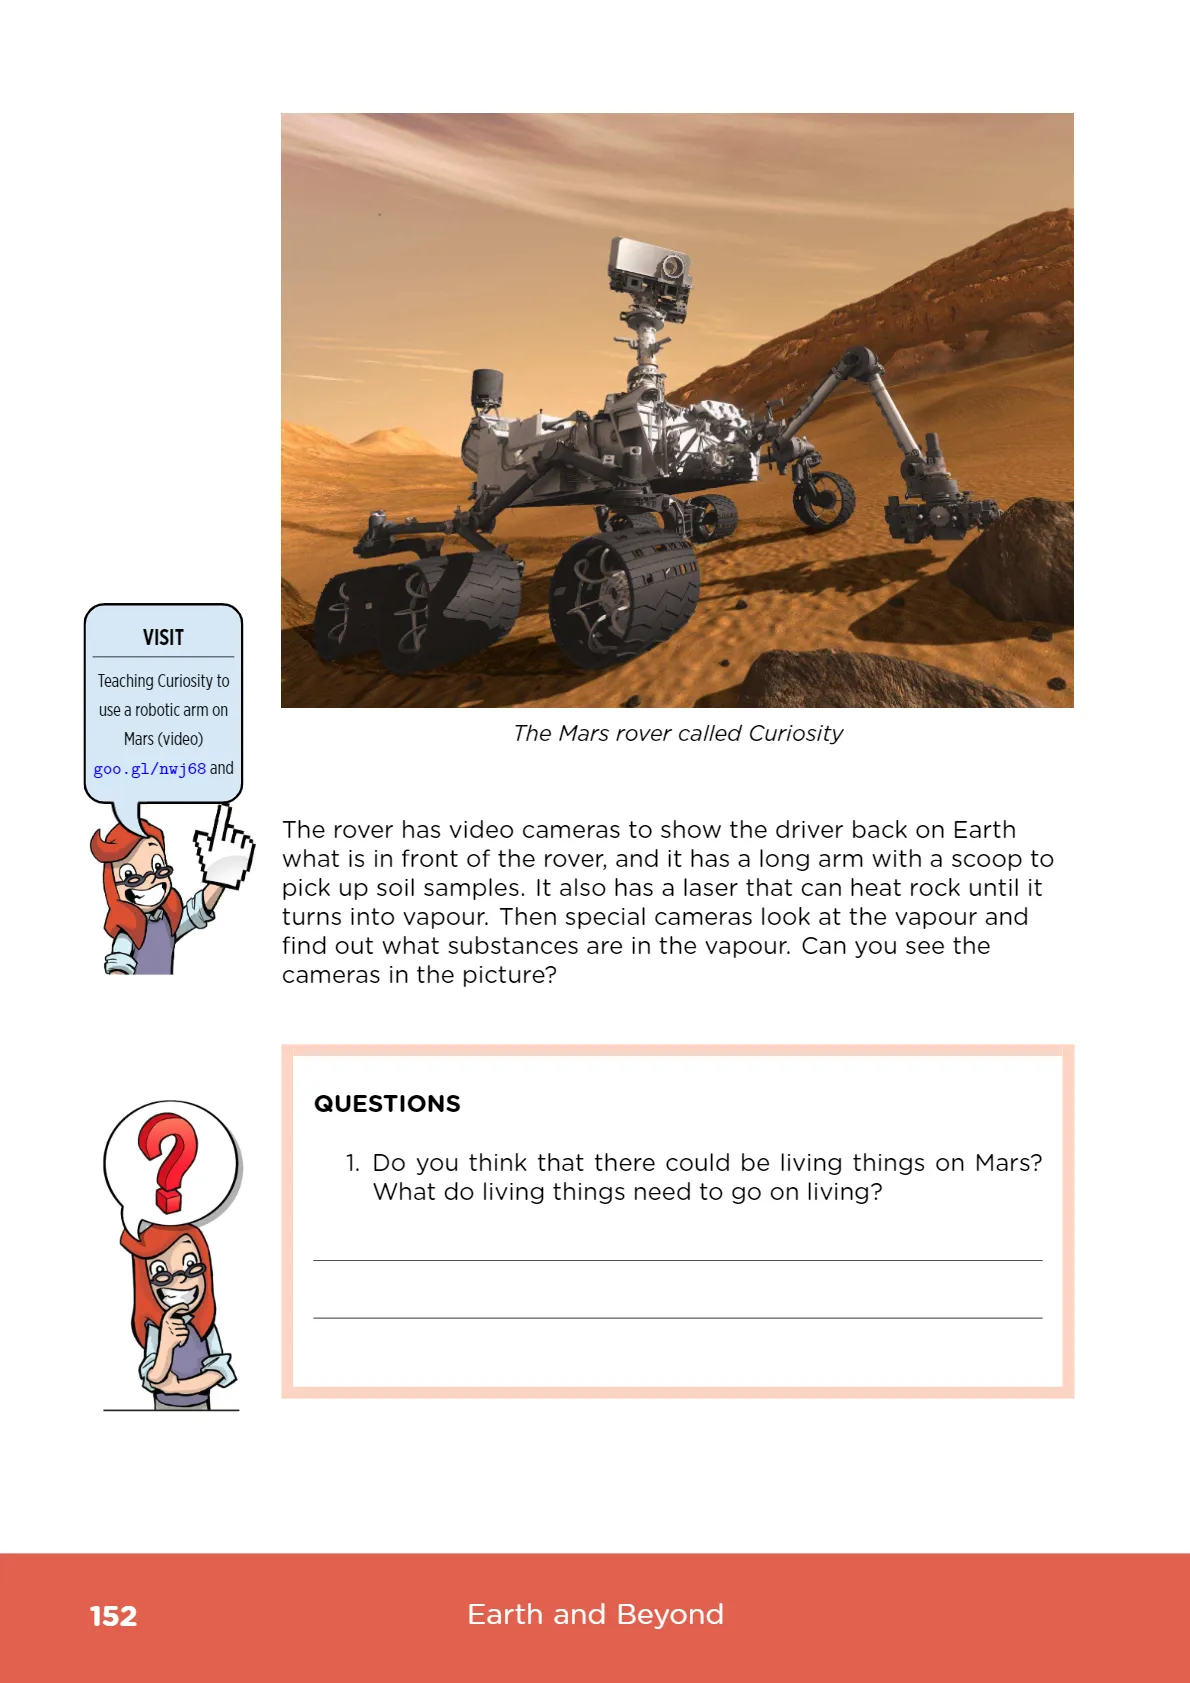 VISIT
Teaching Curiosity to
use a robotic arm on
Mars (video)
goo.gl/nwj68 and
The Mars rover called Curiosity
The rover has video cameras to show the driver back on Earth
what is in front of the rover, and it has a long arm with a scoop to
pick up soil samples. It also has a laser that can heat rock until it
turns into vapour. Then special cameras look at the vapour and
find out what substances are in the vapour. Can you see the
cameras in the picture?
?
QUESTIONS
1. Do you think that there could be living things on Mars?
What do living things need to go on living?
152
Earth and Beyond